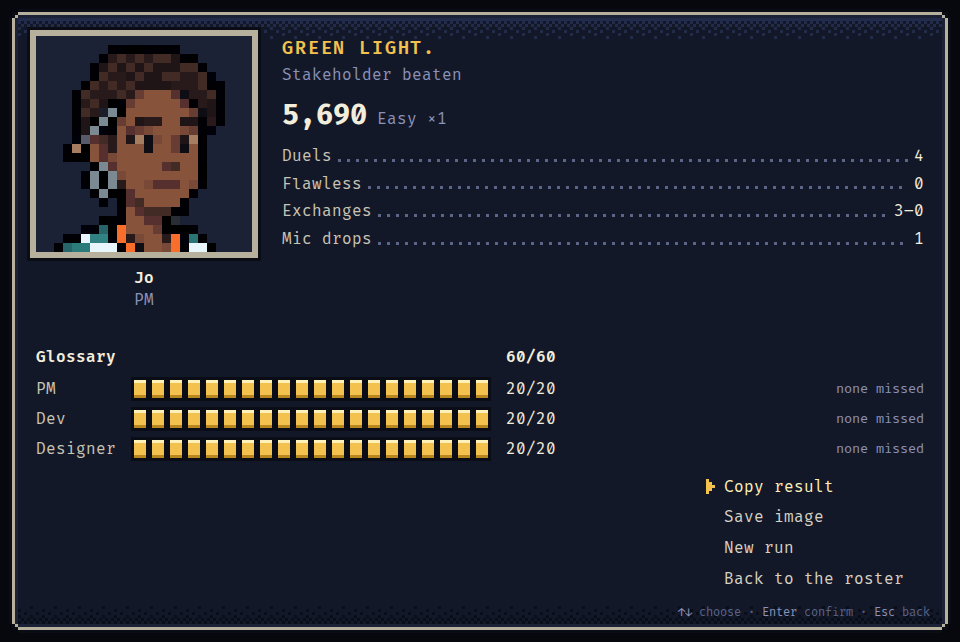 GREEN LIGHT.
Stakeholder beaten
5,690 Easy ×1
Duels 4
Flawless 0
Exchanges 3–0
Mic drops 1
Jo
PM
Glossary 60/60
PM 20/20 none missed
Dev 20/20 none missed
Designer 20/20 none missed
Copy result
Save image
New run
Back to the roster
↑↓ choose · Enter confirm · Esc back